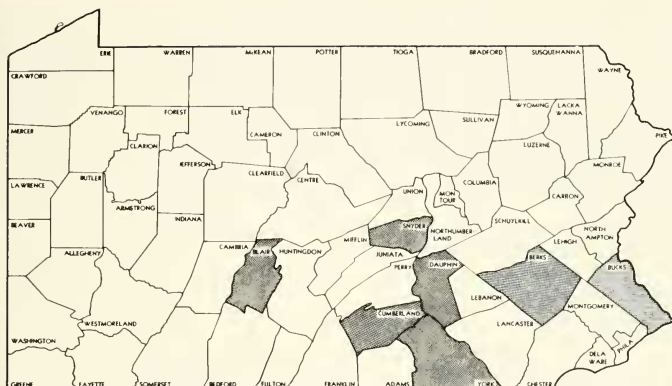 ERIE
WARREN
McKEAN
POTTER
TIOGA
BRADFORD
SUSQUEHANNA
CRAWFORD
WAYNE
VENANGO
FOREST
ELK
CAMERON
CLINTON
LYCOMING
SULLIVAN
WYOMING
LACKA
WANNA
PIKE
MERCER
CLARION
JEFFERSON
CLEARFIELD
CENTRE
UNION
MON
TOUR
COLUMBIA
LUZERNE
MONROE
LAWRENCE
BUTLER
ARMSTRONG
INDIANA
CARBON
BEAVER
ALLEGHENY
CAMBRIA
BLAIR
HUNTINGDON
MIFFLIN
SNYDER
NORTHUMBER-
LAND
SCHUYLKILL
NORTH
AMPTON
LEHIGH
JUNIATA
PERRY
DAUPHIN
BERKS
BUCKS
LEBANON
MONTGOMERY
WASHINGTON
WESTMORELAND
CUMBERLAND
LANCASTER
DELA
WARE
PHILA
GREENE
FAYETTE
SOMERSET
BEDFORD
FULTON
FRANKLIN
ADAMS
YORK
CHESTER